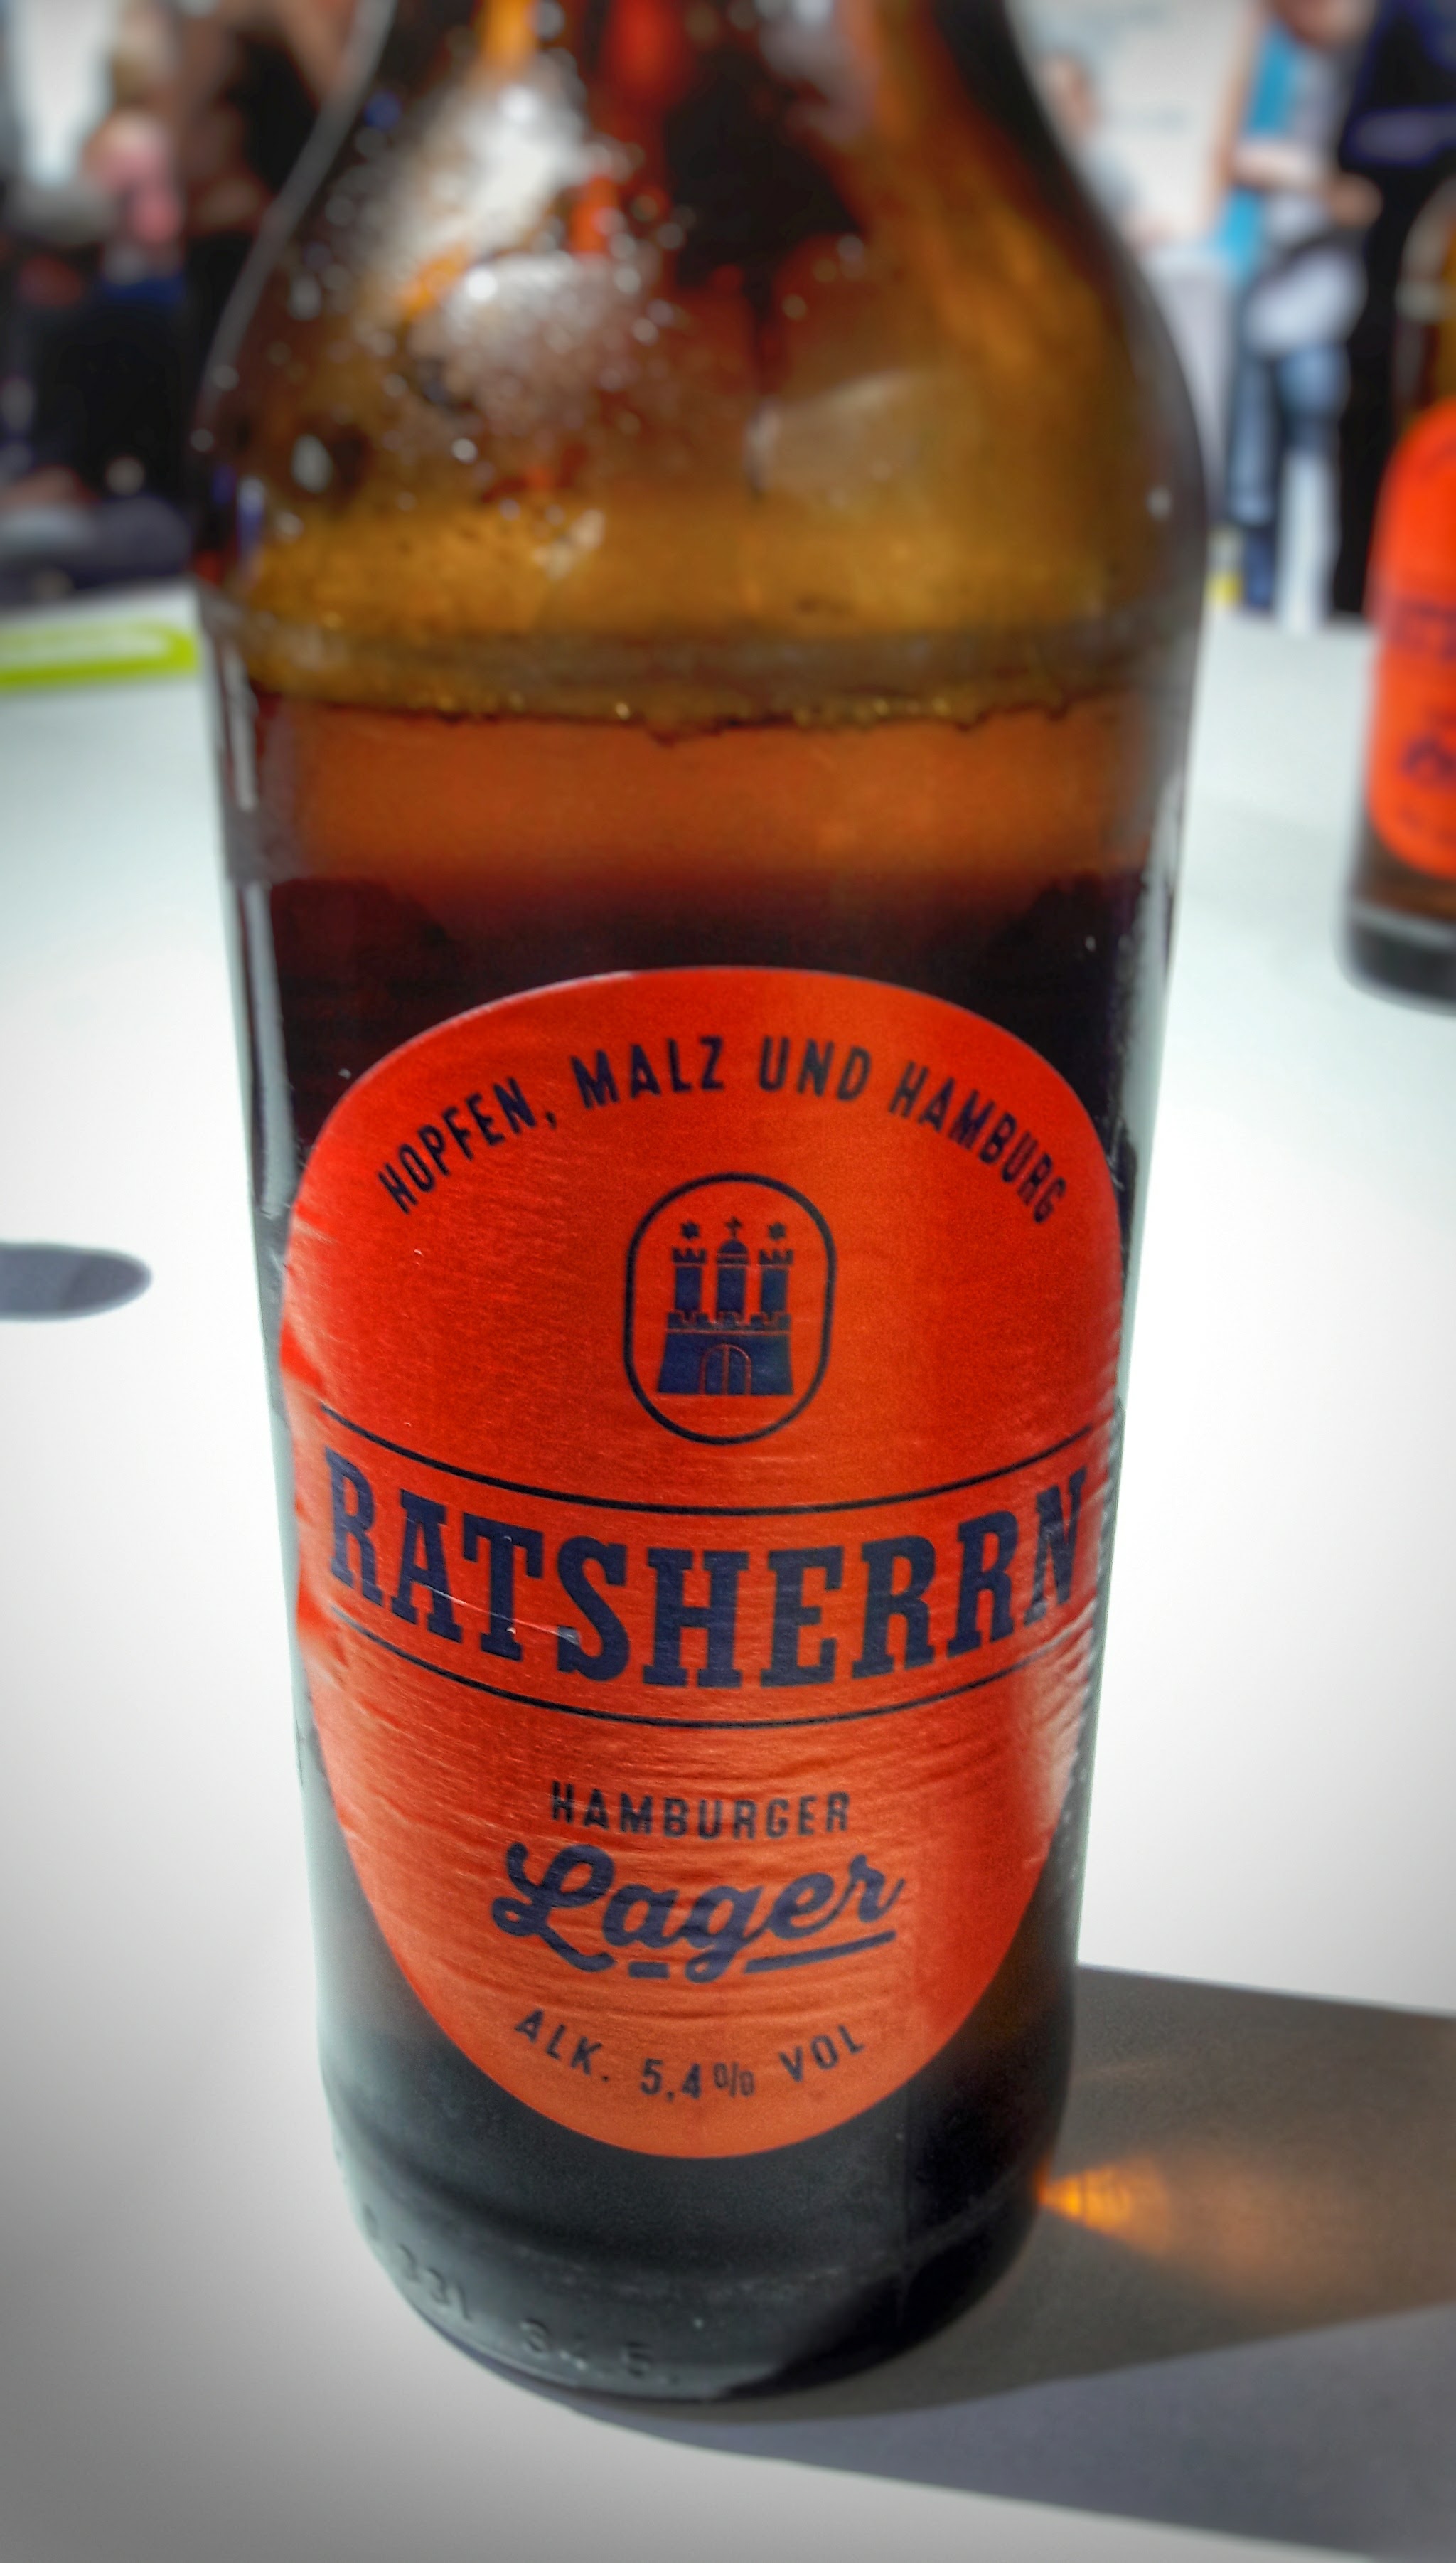 HOPFEN, MALZ UND HAMBURG
RATSHERRN
HAMBURGER
Lager
ALK. 5,4% VOL